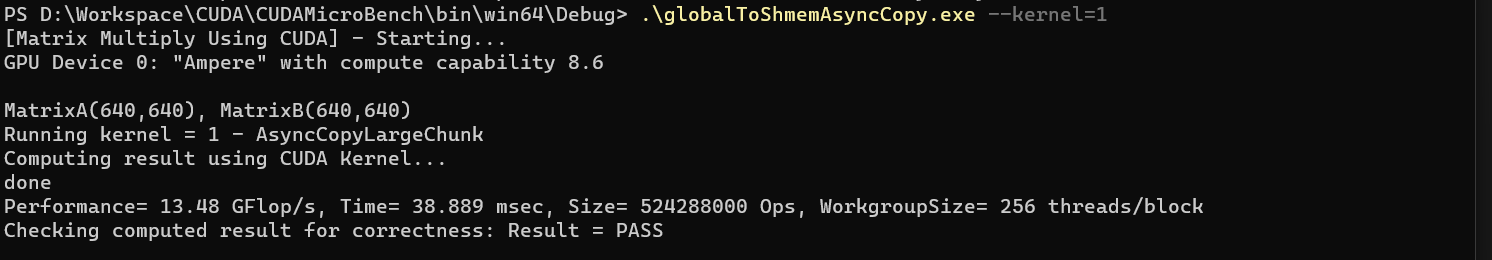 PS D:\Workspace\CUDA\CUDAMicroBench\bin\win64\Debug> .\globalToShmemAsyncCopy.exe --kernel=1
[Matrix Multiply Using CUDA] - Starting...
GPU Device 0: "Ampere" with compute capability 8.6
MatrixA(640,640), MatrixB(640,640)
Running kernel = 1 - AsyncCopyLargeChunk
Computing result using CUDA Kernel...
done
Performance= 13.48 GFlop/s, Time= 38.889 msec, Size= 524288000 Ops, WorkgroupSize= 256 threads/block
Checking computed result for correctness: Result = PASS